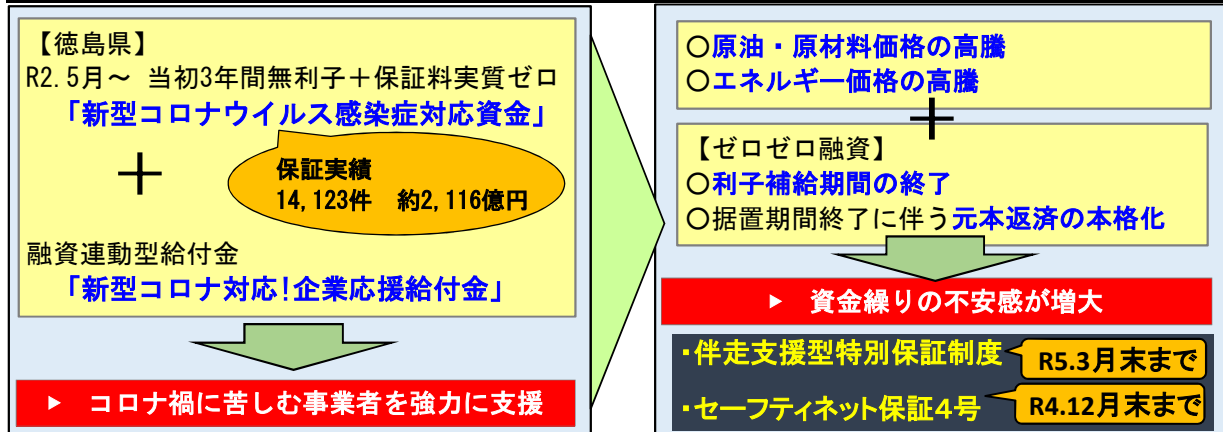 【徳島県】
R2.5月～ 当初3年間無利子＋保証料実質ゼロ
「新型コロナウイルス感染症対応資金」
＋
保証実績
14,123件 約2,116億円
融資連動型給付金
「新型コロナ対応!企業応援給付金」
▶ コロナ禍に苦しむ事業者を強力に支援
○原油・原材料価格の高騰
○エネルギー価格の高騰
＋
【ゼロゼロ融資】
○利子補給期間の終了
○据置期間終了に伴う元本返済の本格化
▶ 資金繰りの不安感が増大
・伴走支援型特別保証制度 R5.3月末まで
・セーフティネット保証4号 R4.12月末まで